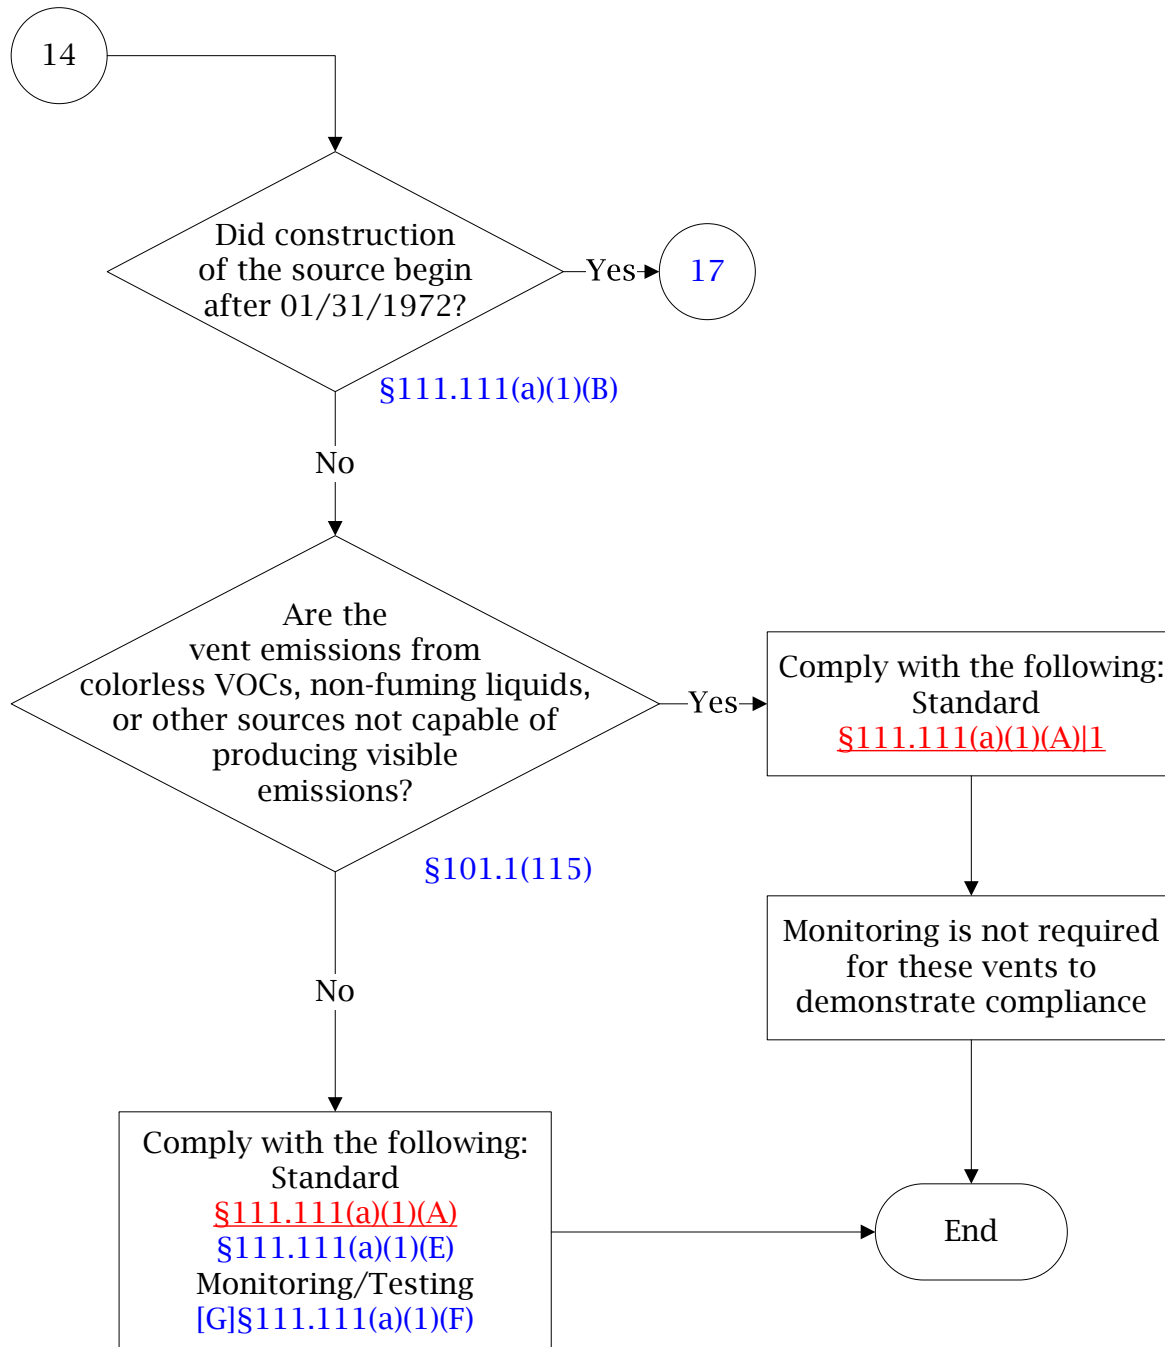 14
Did construction
of the source begin
after 01/31/1972?
Yes
17
§111.111(a)(1)(B)
No
Are the
vent emissions from
colorless VOCs, non-fuming liquids,
or other sources not capable of
producing visible
emissions?
Yes
Comply with the following:
Standard
§111.111(a)(1)(A)|1
§101.1(115)
Monitoring is not required
for these vents to
demonstrate compliance
No
Comply with the following:
Standard
§111.111(a)(1)(A)
§111.111(a)(1)(E)
Monitoring/Testing
[G]§111.111(a)(1)(F)
End